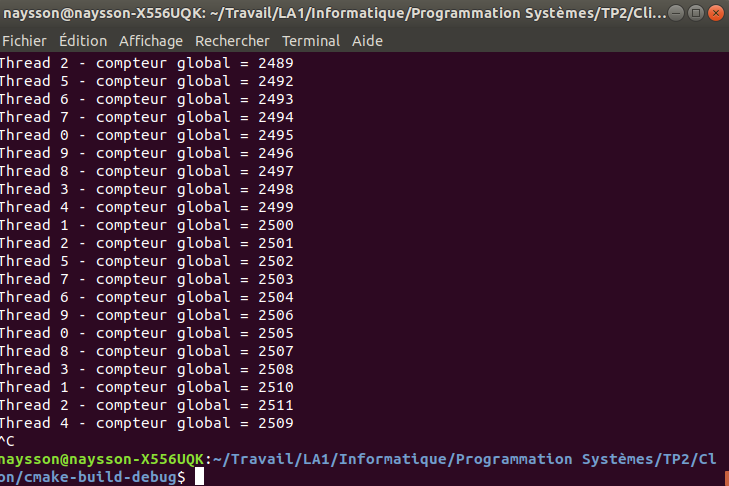 naysson@naysson-X556UQK: ~/Travail/LA1/Informatique/Programmation Systèmes/TP2/Cli...
Fichier Édition Affichage Rechercher Terminal Aide
Thread 2 - compteur global = 2489
Thread 5 - compteur global = 2492
Thread 6 - compteur global = 2493
Thread 7 - compteur global = 2494
Thread 0 - compteur global = 2495
Thread 9 - compteur global = 2496
Thread 8 - compteur global = 2497
Thread 3 - compteur global = 2498
Thread 4 - compteur global = 2499
Thread 1 - compteur global = 2500
Thread 2 - compteur global = 2501
Thread 5 - compteur global = 2502
Thread 7 - compteur global = 2503
Thread 6 - compteur global = 2504
Thread 9 - compteur global = 2506
Thread 0 - compteur global = 2505
Thread 8 - compteur global = 2507
Thread 3 - compteur global = 2508
Thread 1 - compteur global = 2510
Thread 2 - compteur global = 2511
Thread 4 - compteur global = 2509
^C
naysson@naysson-X556UQK:~/Travail/LA1/Informatique/Programmation Systèmes/TP2/Cl
on/cmake-build-debug$